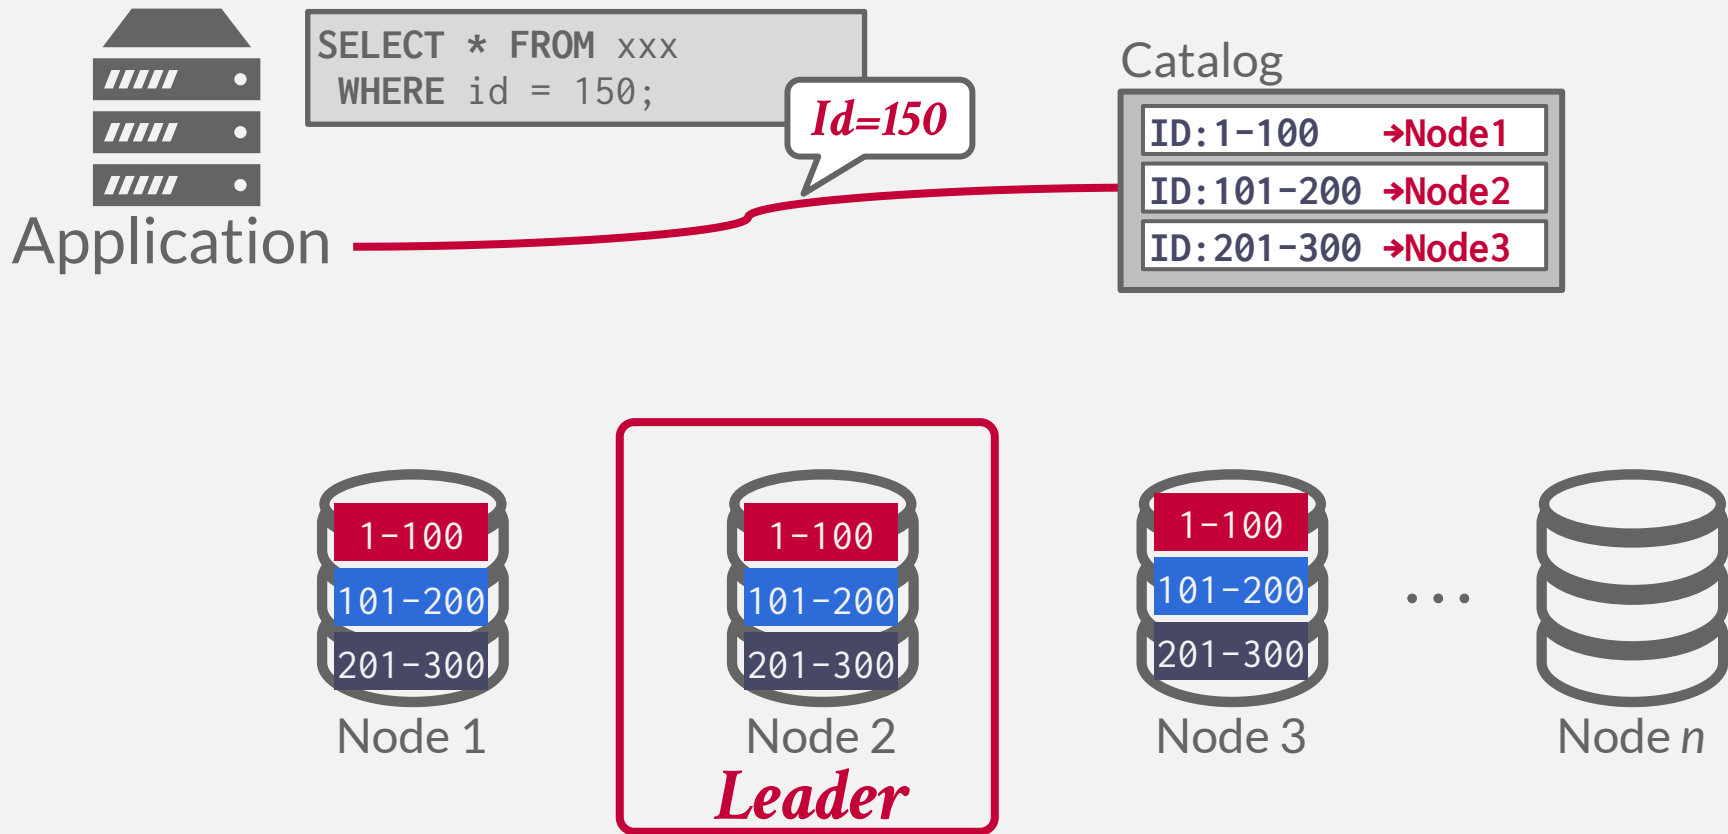 SELECT * FROM xxx
WHERE id = 150;
Id=150
Application
Catalog
ID:1-100 →Node1
ID:101-200 →Node2
ID:201-300 →Node3
1-100
101-200
201-300
Node 1
1-100
101-200
201-300
Node 2
Leader
1-100
101-200
201-300
Node 3
...
Node n